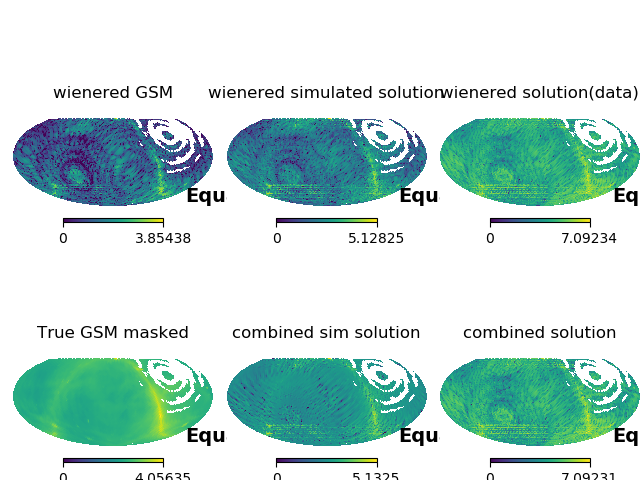 wienered GSM wienered simulated solution wienered solution(data)
Equ Equ Eq
0 3.85438 0 5.12825 0 7.09234
True GSM masked combined sim solution combined solution
Equ Equ Eq
0 4.05635 0 5.1325 0 7.09231